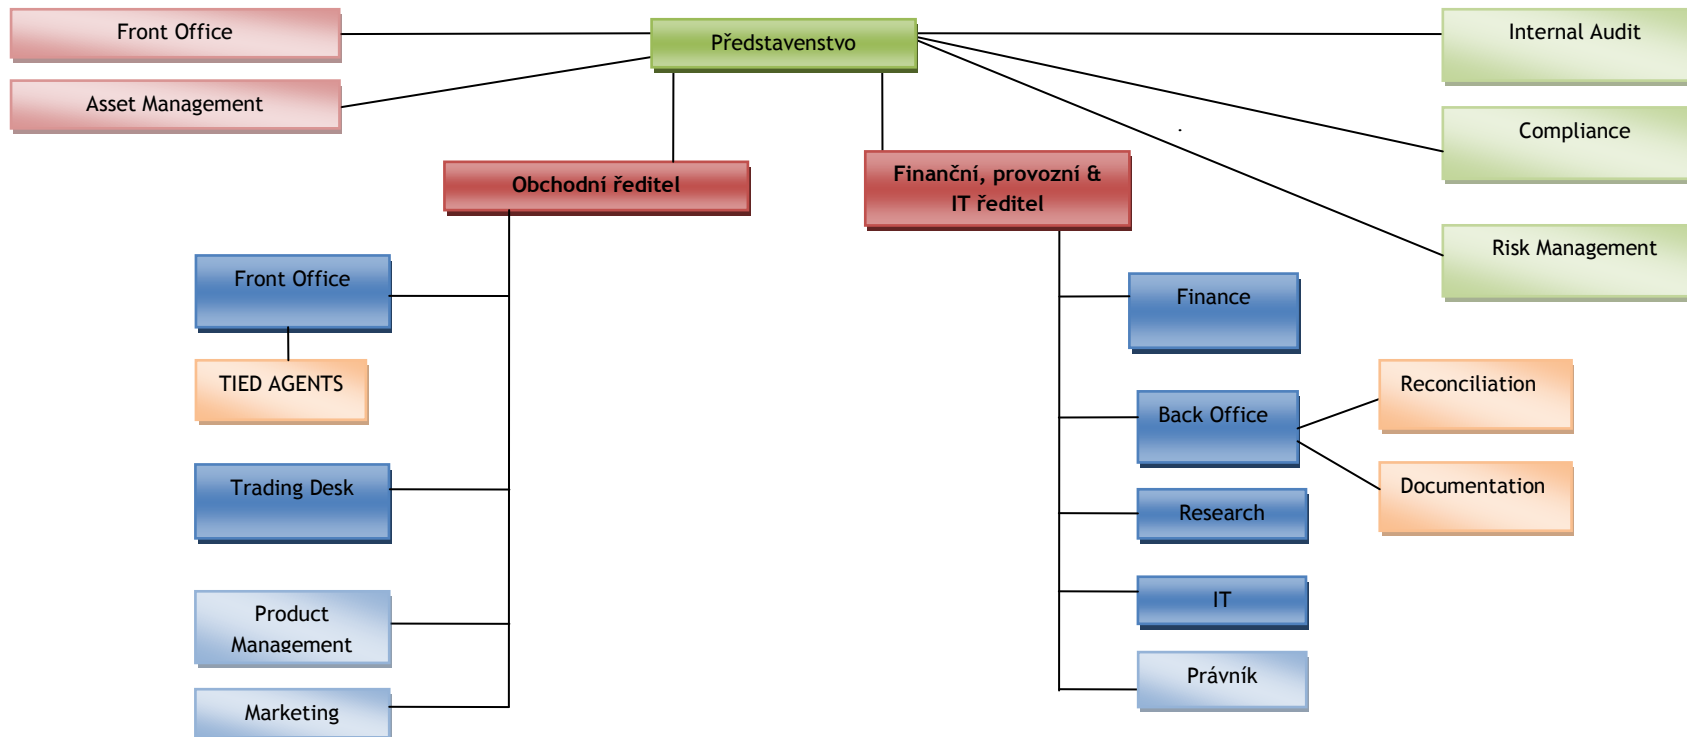 Front Office
Představenstvo
Internal Audit
Asset Management
Compliance
Obchodní ředitel
Finanční, provozní &
IT ředitel
Risk Management
Front Office
Finance
TIED AGENTS
Reconciliation
Back Office
Trading Desk
Documentation
Research
IT
Product
Management
Právník
Marketing